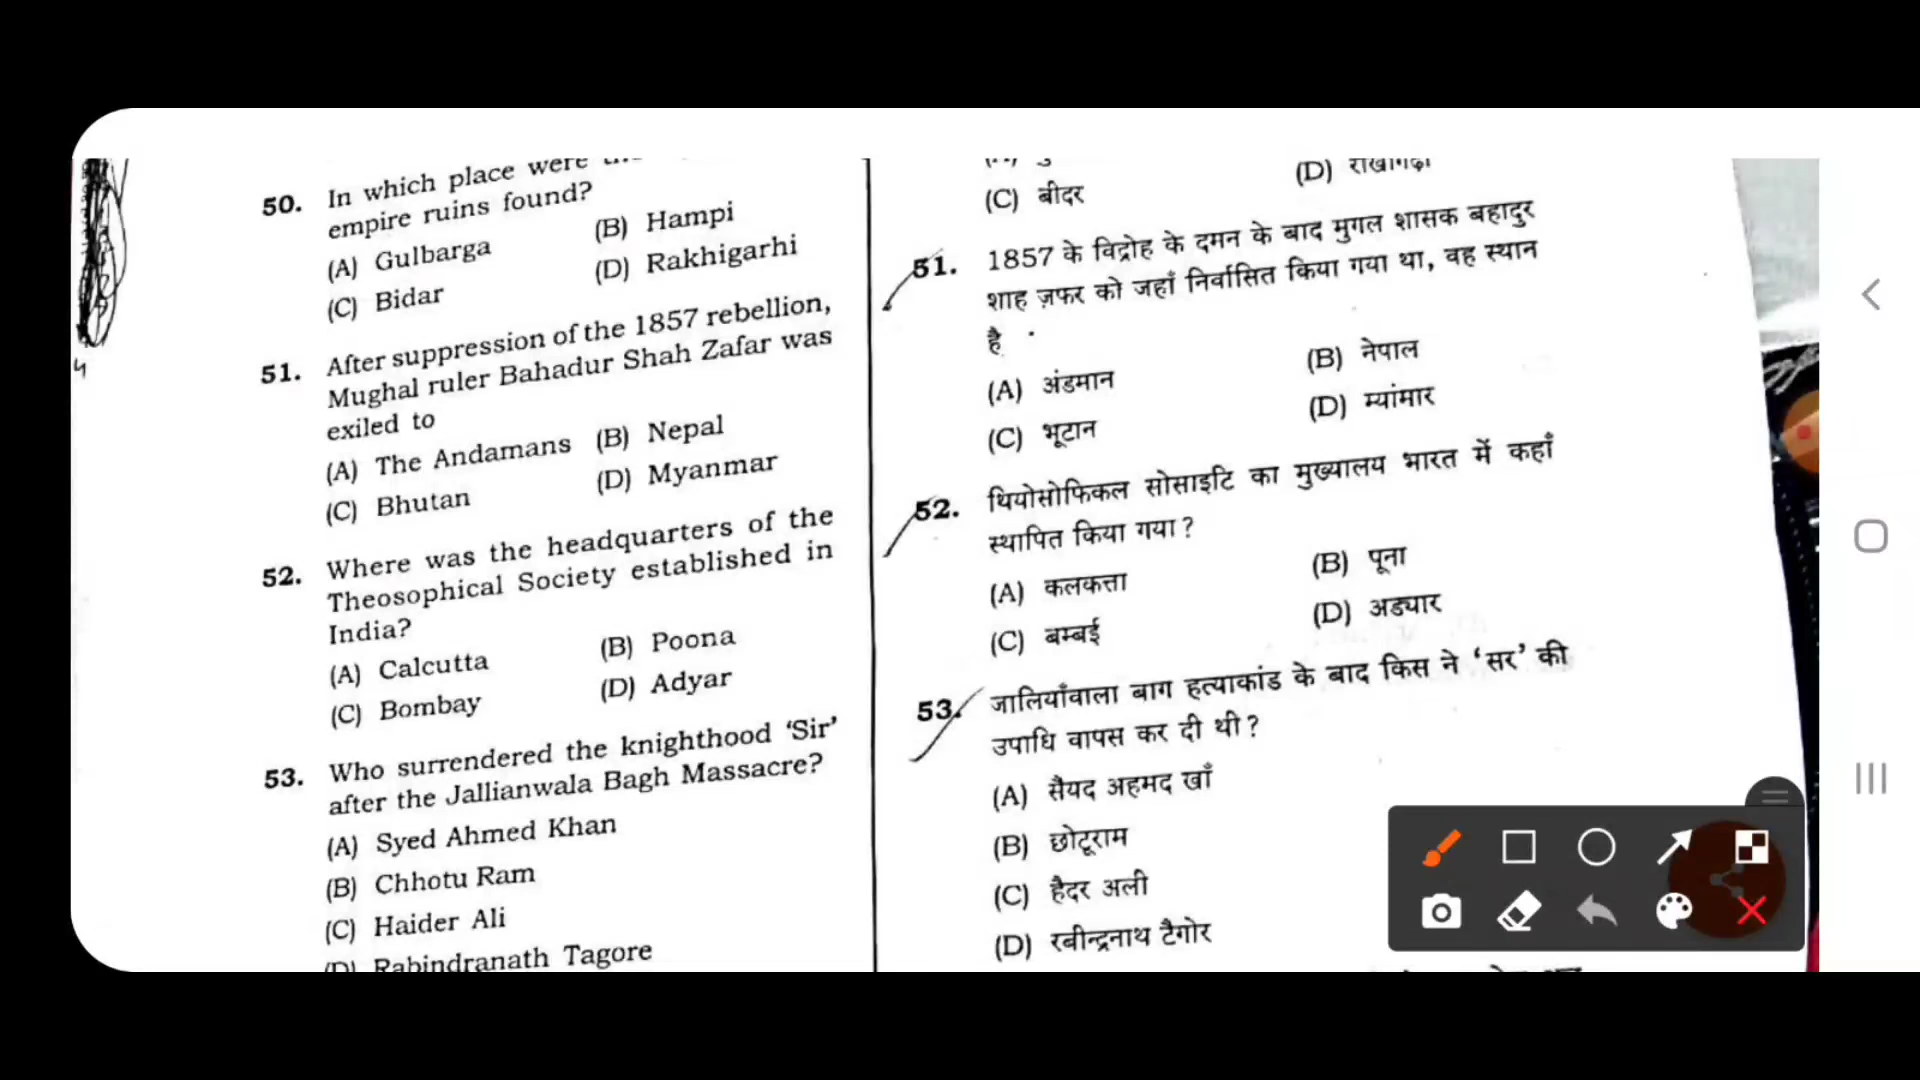 50. In which place were
empire ruins found?
(A) Gulbarga (B) Hampi
(C) Bidar (D) Rakhigarhi
51. After suppression of the 1857 rebellion,
Mughal ruler Bahadur Shah Zafar was
exiled to
(A) The Andamans (B) Nepal
(C) Bhutan (D) Myanmar
52. Where was the headquarters of the
Theosophical Society established in
India?
(A) Calcutta (B) Poona
(C) Bombay (D) Adyar
53. Who surrendered the knighthood ‘Sir’
after the Jallianwala Bagh Massacre?
(A) Syed Ahmed Khan
(B) Chhotu Ram
(C) Haider Ali
(D) Rabindranath Tagore
(C) बीदर (D) राखीगढ़ी
51. 1857 के विद्रोह के दमन के बाद मुगल शासक बहादुर
शाह ज़फर को जहाँ निर्वासित किया गया था, वह स्थान
है
(A) अंडमान (B) नेपाल
(C) भूटान (D) म्यांमार
52. थियोसोफिकल सोसाइटि का मुख्यालय भारत में कहाँ
स्थापित किया गया?
(A) कलकत्ता (B) पूना
(C) बम्बई (D) अड्यार
53. जालियाँवाला बाग हत्याकांड के बाद किस ने ‘सर’ की
उपाधि वापस कर दी थी?
(A) सैयद अहमद खाँ
(B) छोटूराम
(C) हैदर अली
(D) रबीन्द्रनाथ टैगोर